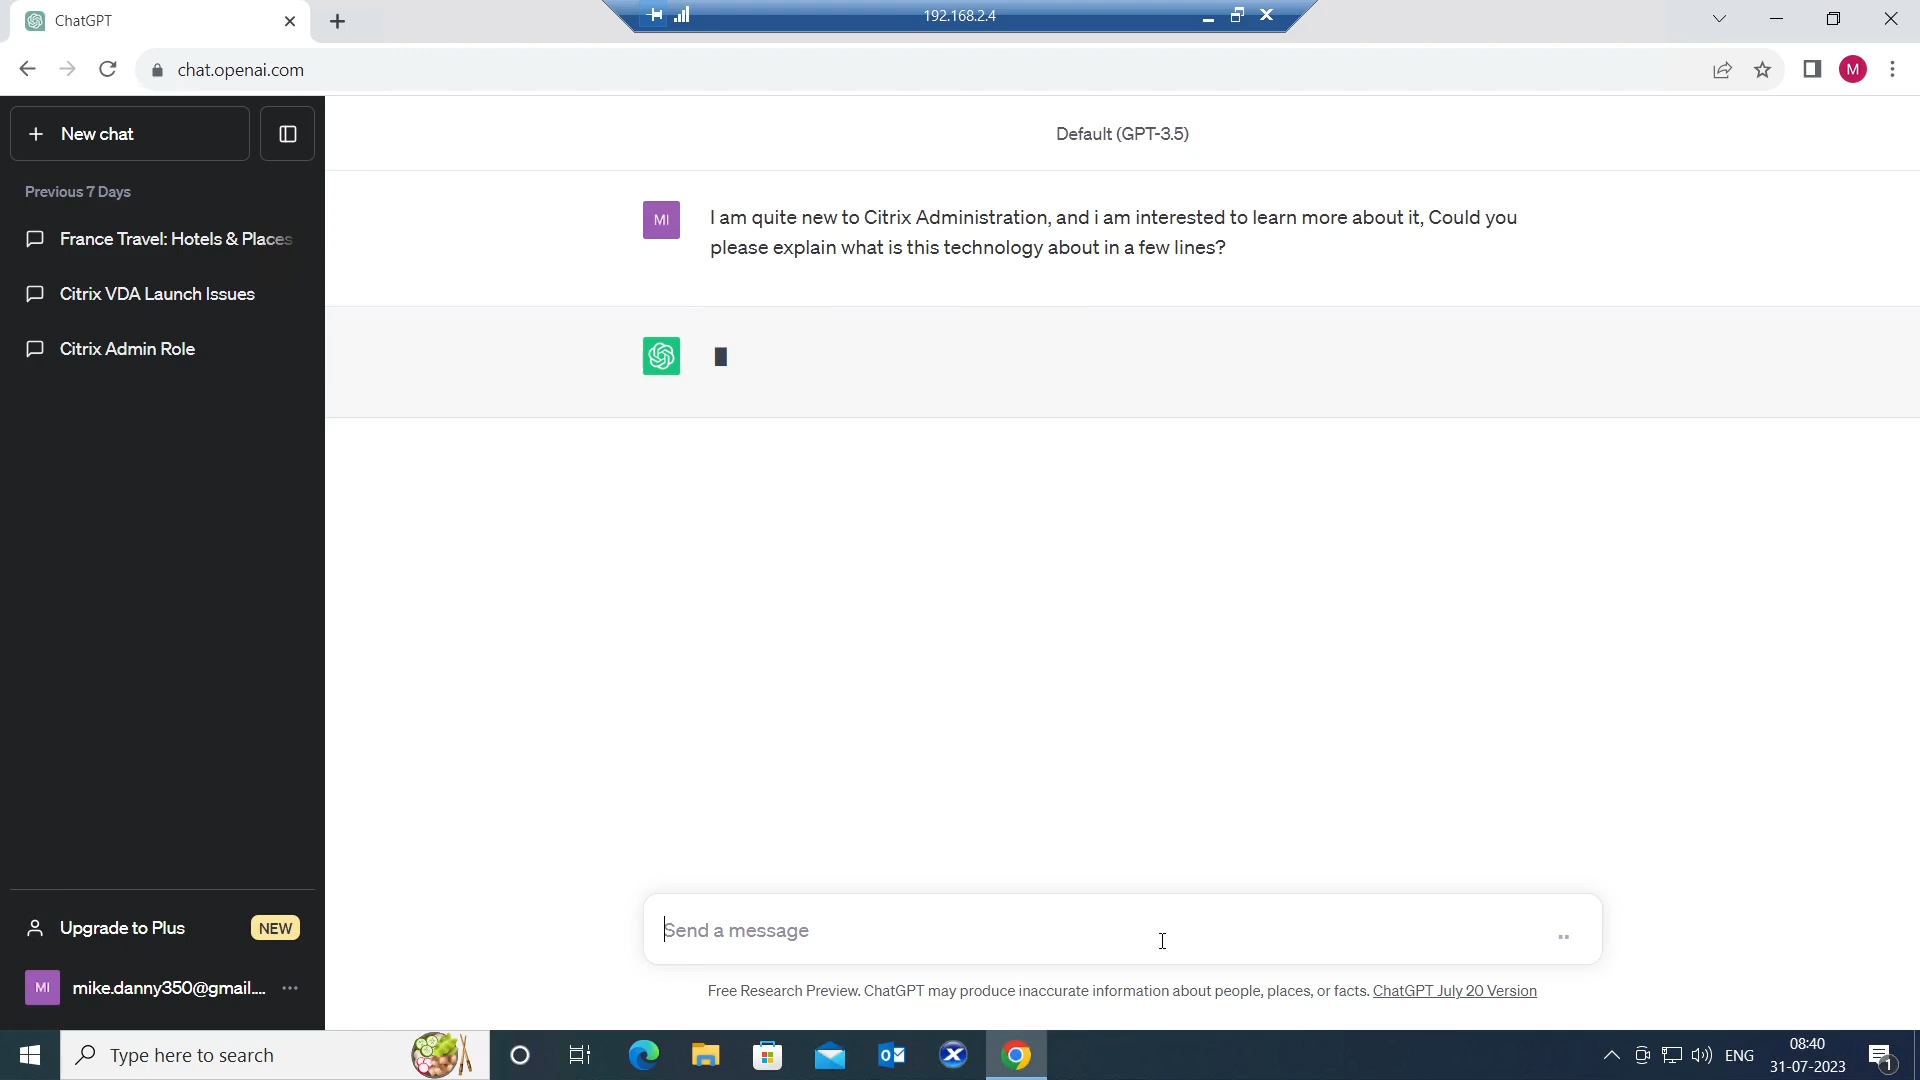 ChatGPT
192.168.2.4
chat.openai.com
M
New chat
Default (GPT-3.5)
Previous 7 Days
France Travel: Hotels & Places
Citrix VDA Launch Issues
Citrix Admin Role
MI
I am quite new to Citrix Administration, and i am interested to learn more about it, Could you
please explain what is this technology about in a few lines?
Send a message
Free Research Preview. ChatGPT may produce inaccurate information about people, places, or facts. ChatGPT July 20 Version
Upgrade to Plus
NEW
MI
mike.danny350@gmail....
Type here to search
ENG
08:40
31-07-2023
1